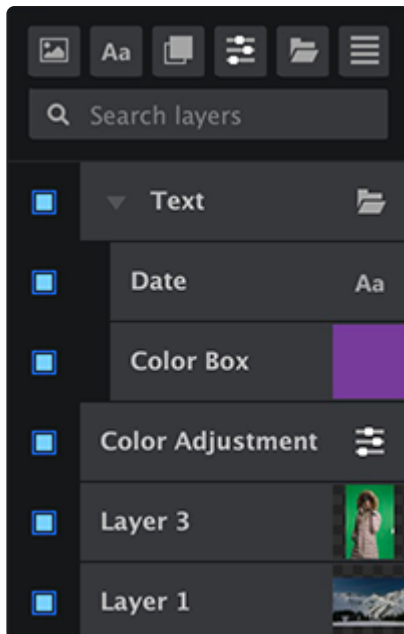 Aa
Search layers
Text
Date Aa
Color Box
Color Adjustment
Layer 3
Layer 1